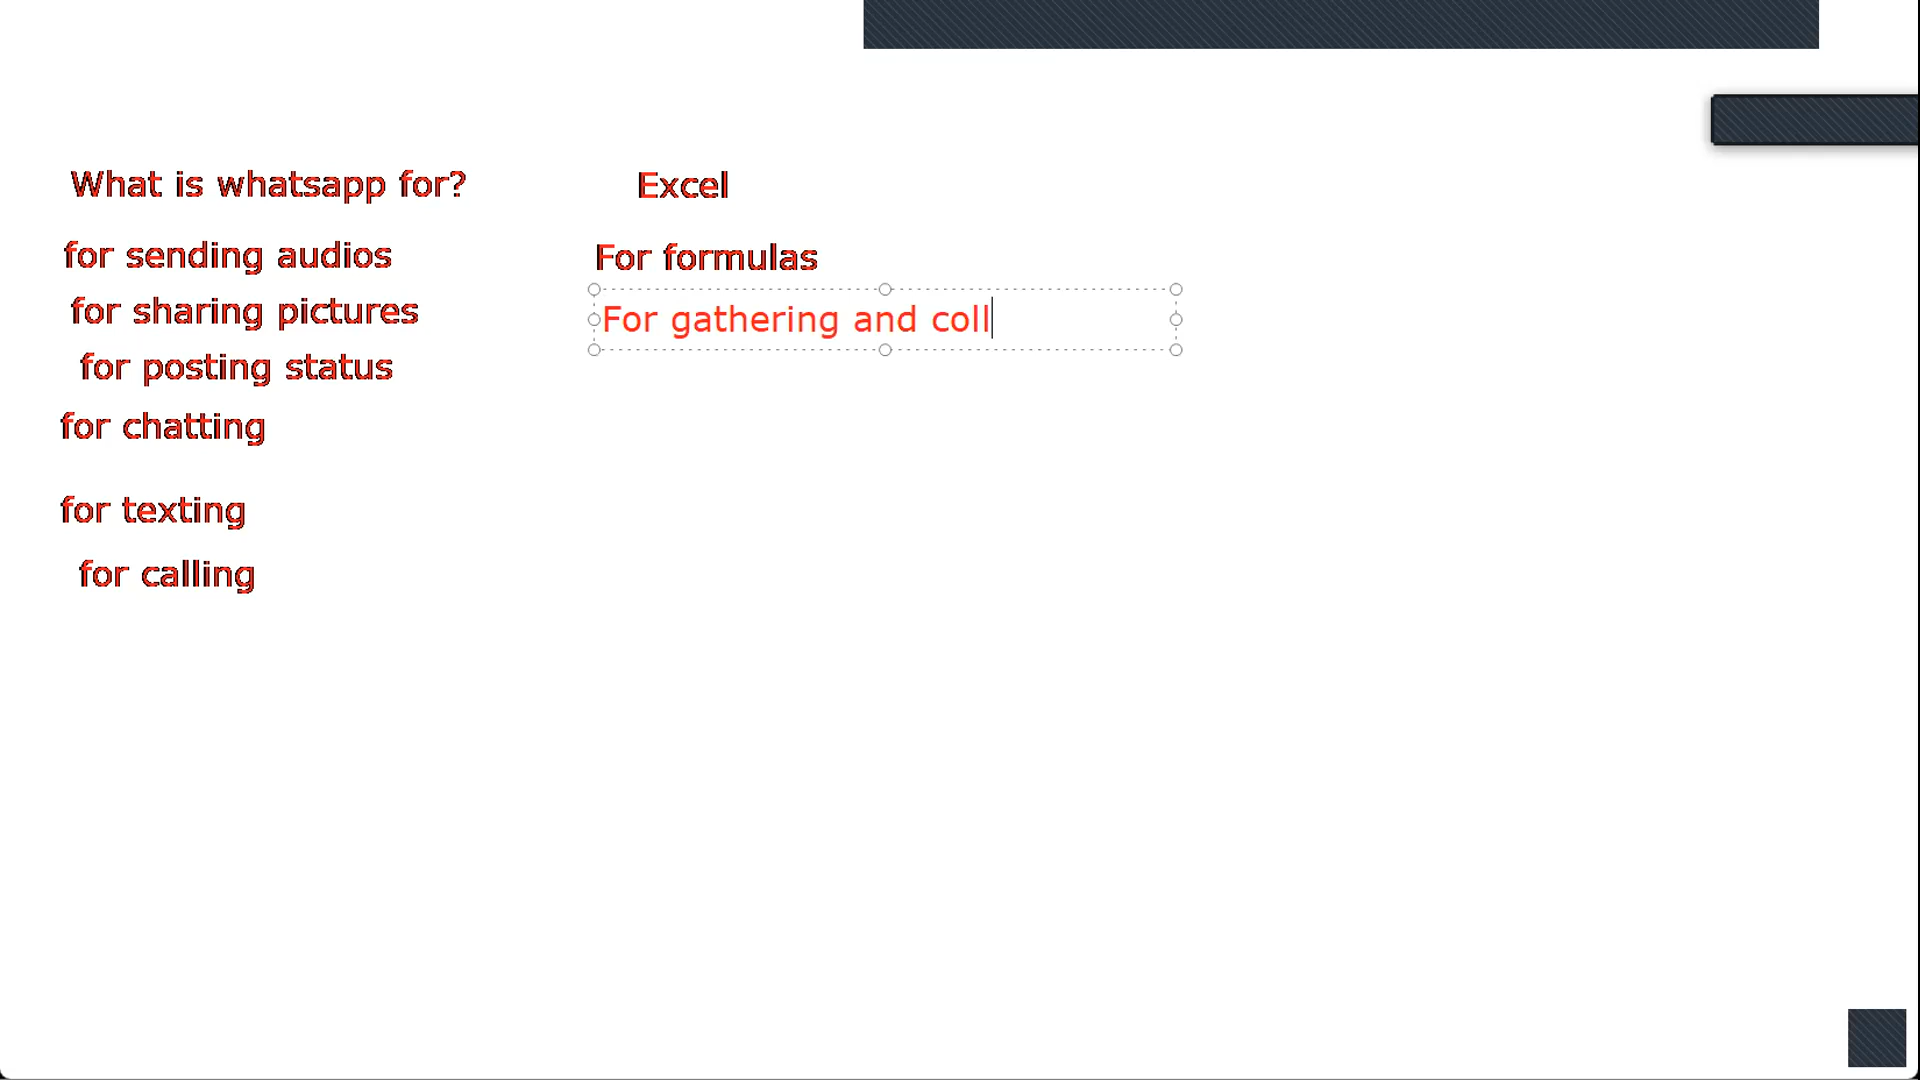 What is whatsapp for?
for sending audios
for sharing pictures
for posting status
for chatting
for texting
for calling
Excel
For formulas
For gathering and coll